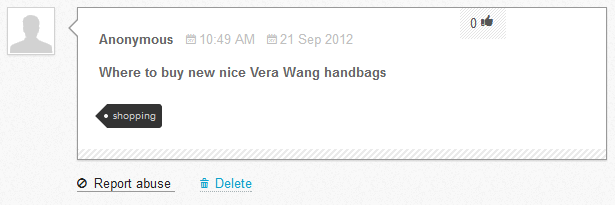 0
Anonymous 10:49 AM 21 Sep 2012
Where to buy new nice Vera Wang handbags
shopping
Report abuse Delete